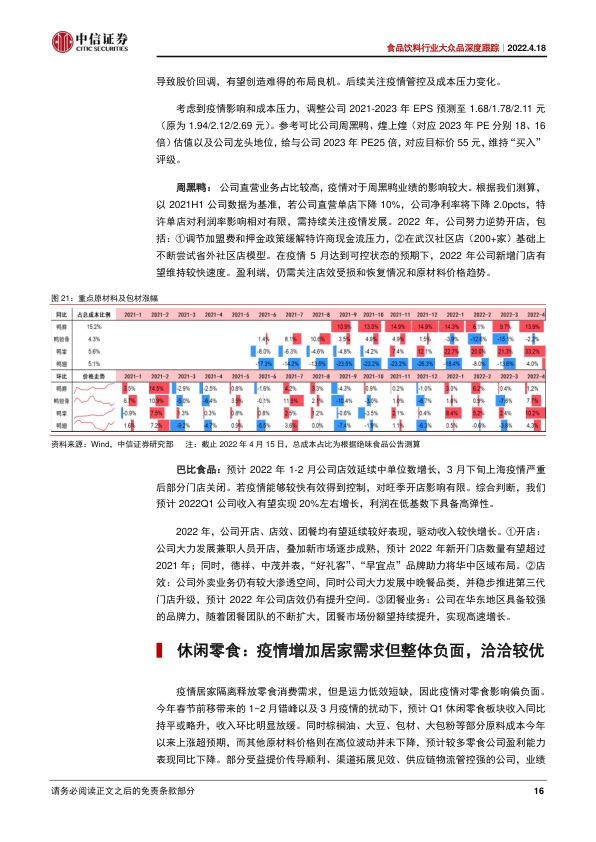 中信证券
CITIC SECURITIES
食品饮料行业大众品深度跟踪｜2022.4.18
导致股价回调，有望创造难得的布局良机。后续关注疫情管控及成本压力变化。
考虑到疫情影响和成本压力，调整公司 2021-2023 年 EPS 预测至 1.68/1.78/2.11 元
（原为 1.94/2.12/2.69 元）。参考可比公司周黑鸭、煌上煌（对应 2023 年 PE 分别 18、16
倍）估值以及公司龙头地位，给与公司 2023 年 PE25 倍，对应目标价 55 元，维持“买入”
评级。
周黑鸭： 公司直营业务占比较高，疫情对于周黑鸭业绩的影响较大。根据我们测算，
以 2021H1 公司数据为基准，若公司直营单店下降 10%，公司净利率将下降 2.0pcts，特
许单店对利润率影响相对有限，需持续关注疫情发展。2022 年，公司努力逆势开店，包
括：①调节加盟费和押金政策缓解特许商现金流压力，②在武汉社区店（200+家）基础上
不断尝试省外社区店模型。在疫情 5 月达到可控状态的预期下，2022 年公司新增门店有
望维持较快速度。盈利端，仍需关注店效受损和恢复情况和原材料价格趋势。
图 21：重点原材料及包材涨幅
同比 占总成本比例 2021-1 2021-2 2021-3 2021-4 2021-5 2021-6 2021-7 2021-8 2021-9 2021-10 2021-11 2021-12 2022-1 2022-2 2022-3 2022-4
鸭脖 15.2% 10.9% 13.0% 14.9% 14.9% 14.3% 6.1% 9.7% 13.9%
4.3% 1.4% 8.1% 10.6% 3.5% 4.9% 4.9% 1.5% -3.9% -12.8% -15.1% -2.2%
鸭掌 5.6% -8.0% -6.3% -4.6% -4.8% -4.2% 7.4% 12.1% 22.7% 20.0% 21.3% 33.2%
鸭翅 5.1% -17.3% -14.2% -13.5% -23.5% -23.2% -23.2% -26.3% -18.4% -8.0% -13.6% 4.0%
环比 价格走势 2021-1 2021-2 2021-3 2021-4 2021-5 2021-6 2021-7 2021-8 2021-9 2021-10 2021-11 2021-12 2022-1 2022-2 2022-3 2022-4
鸭脖 14.5% -2.9% -2.5% 0.8% -1.6% 4.2% 3.3% -4.3% 0.9% 0.2% -1.0% 6.2% 0.4% 1.2%
10.9% 3.9% -0.1% 11.5% 2.1% -10.4% -3.0% 1.0% 1.8% 0.9% -7.6% 7.7%
鸭掌 -0.9% 7.5% 1.3% 0.3% 0.8% 0.8% 2.5% 1.2% -0.6% -3.5% 2.1% 0.4% 8.4% 5.2% 2.4% 10.2%
1.6% 7.2% -4.7% 0.9% 3.6% 0.0% -7.4% -1.9% 1.1% 0.5% -0.6% -3.8% 4.3%
资料来源：Wind，中信证券研究部 注：截止 2022 年 4 月 15 日，总成本占比为根据绝味食品公告测算
巴比食品：预计 2022 年 1-2 月公司店效延续中单位数增长，3 月下旬上海疫情严重
后部分门店关闭。若疫情能够较快有效得到控制，对旺季开店影响有限。综合判断，我们
预计 2022Q1 公司收入有望实现 20%左右增长，利润在低基数下具备高弹性。
2022 年，公司开店、店效、团餐均有望延续较好表现，驱动收入较快增长。①开店：
公司大力发展兼职人员开店，叠加新市场逐步成熟，预计 2022 年新开门店数量有望超过
2021 年；同时，德祥、中茂并表，“好礼客”、“早宜点”品牌助力将华中区域布局。②店
效：公司外卖业务仍有较大渗透空间，同时公司大力发展中晚餐品类，并稳步推进第三代
门店升级，预计 2022 年公司店效仍有提升空间。③团餐业务：公司在华东地区具备较强
的品牌力，随着团餐团队的不断扩大，团餐市场份额望持续提升，实现高速增长。
休闲零食：疫情增加居家需求但整体负面，洽洽较优
疫情居家隔离释放零食消费需求，但是运力低效短缺，因此疫情对零食影响偏负面。
今年春节前移带来的 1~2 月错峰以及 3 月疫情的扰动下，预计 Q1 休闲零食板块收入同比
持平或略升，收入环比明显放缓。同时棕榈油、大豆、包材、大包粉等部分原料成本今年
以来上涨超预期，而其他原材料价格则在高位波动并未下降，预计较多零食公司盈利能力
表现同比下降。部分受益提价传导顺利、渠道拓展见效、供应链物流管控强的公司，业绩
请务必阅读正文之后的免责条款部分
16